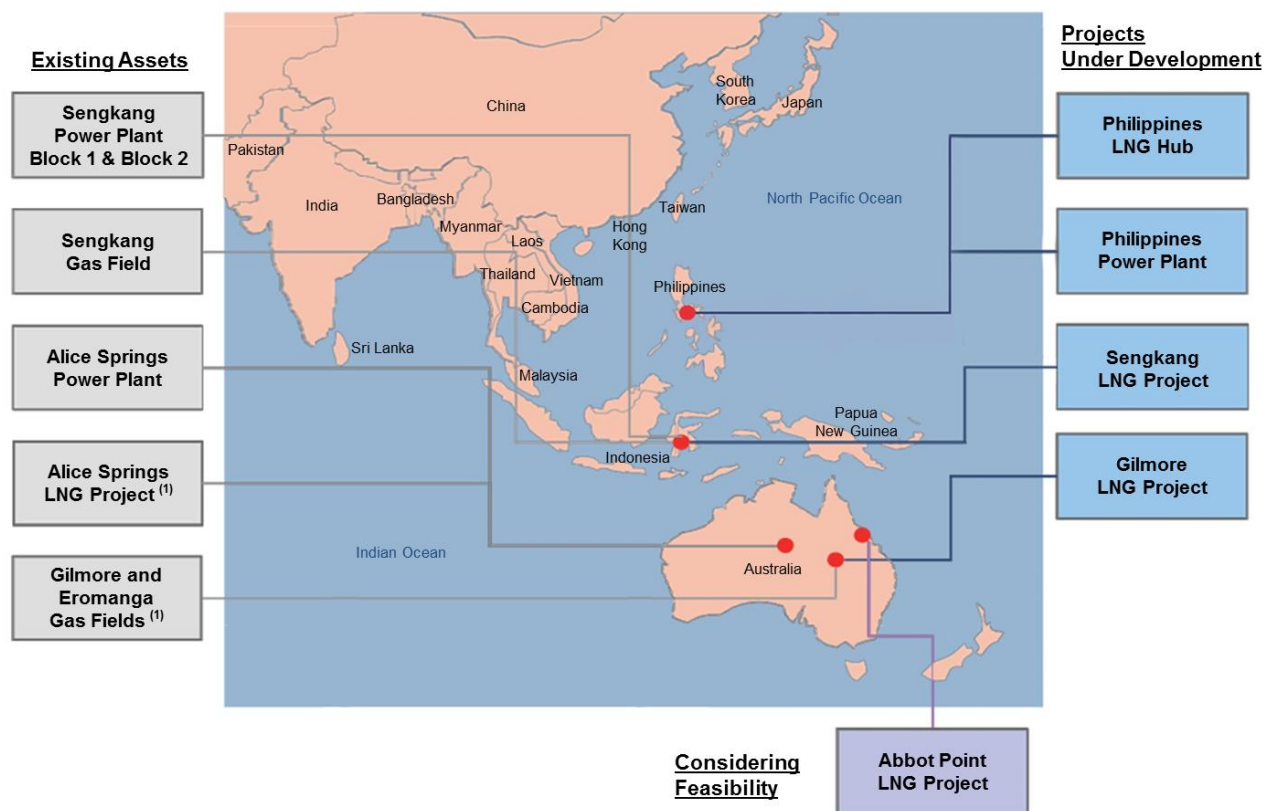 Existing Assets
Sengkang
Power Plant
Block 1 & Block 2
Sengkang
Gas Field
Alice Springs
Power Plant
Alice Springs
LNG Project (1)
Gilmore and
Eromanga
Gas Fields (1)
China
South
Korea
Japan
Pakistan
India
Bangladesh
Myanmar
Laos
Hong
Kong
Taiwan
North Pacific Ocean
Thailand
Vietnam
Cambodia
Philippines
Sri Lanka
Malaysia
Papua
New Guinea
Indonesia
Indian Ocean
Australia
Projects
Under Development
Philippines
LNG Hub
Philippines
Power Plant
Sengkang
LNG Project
Gilmore
LNG Project
Considering
Feasibility
Abbot Point
LNG Project